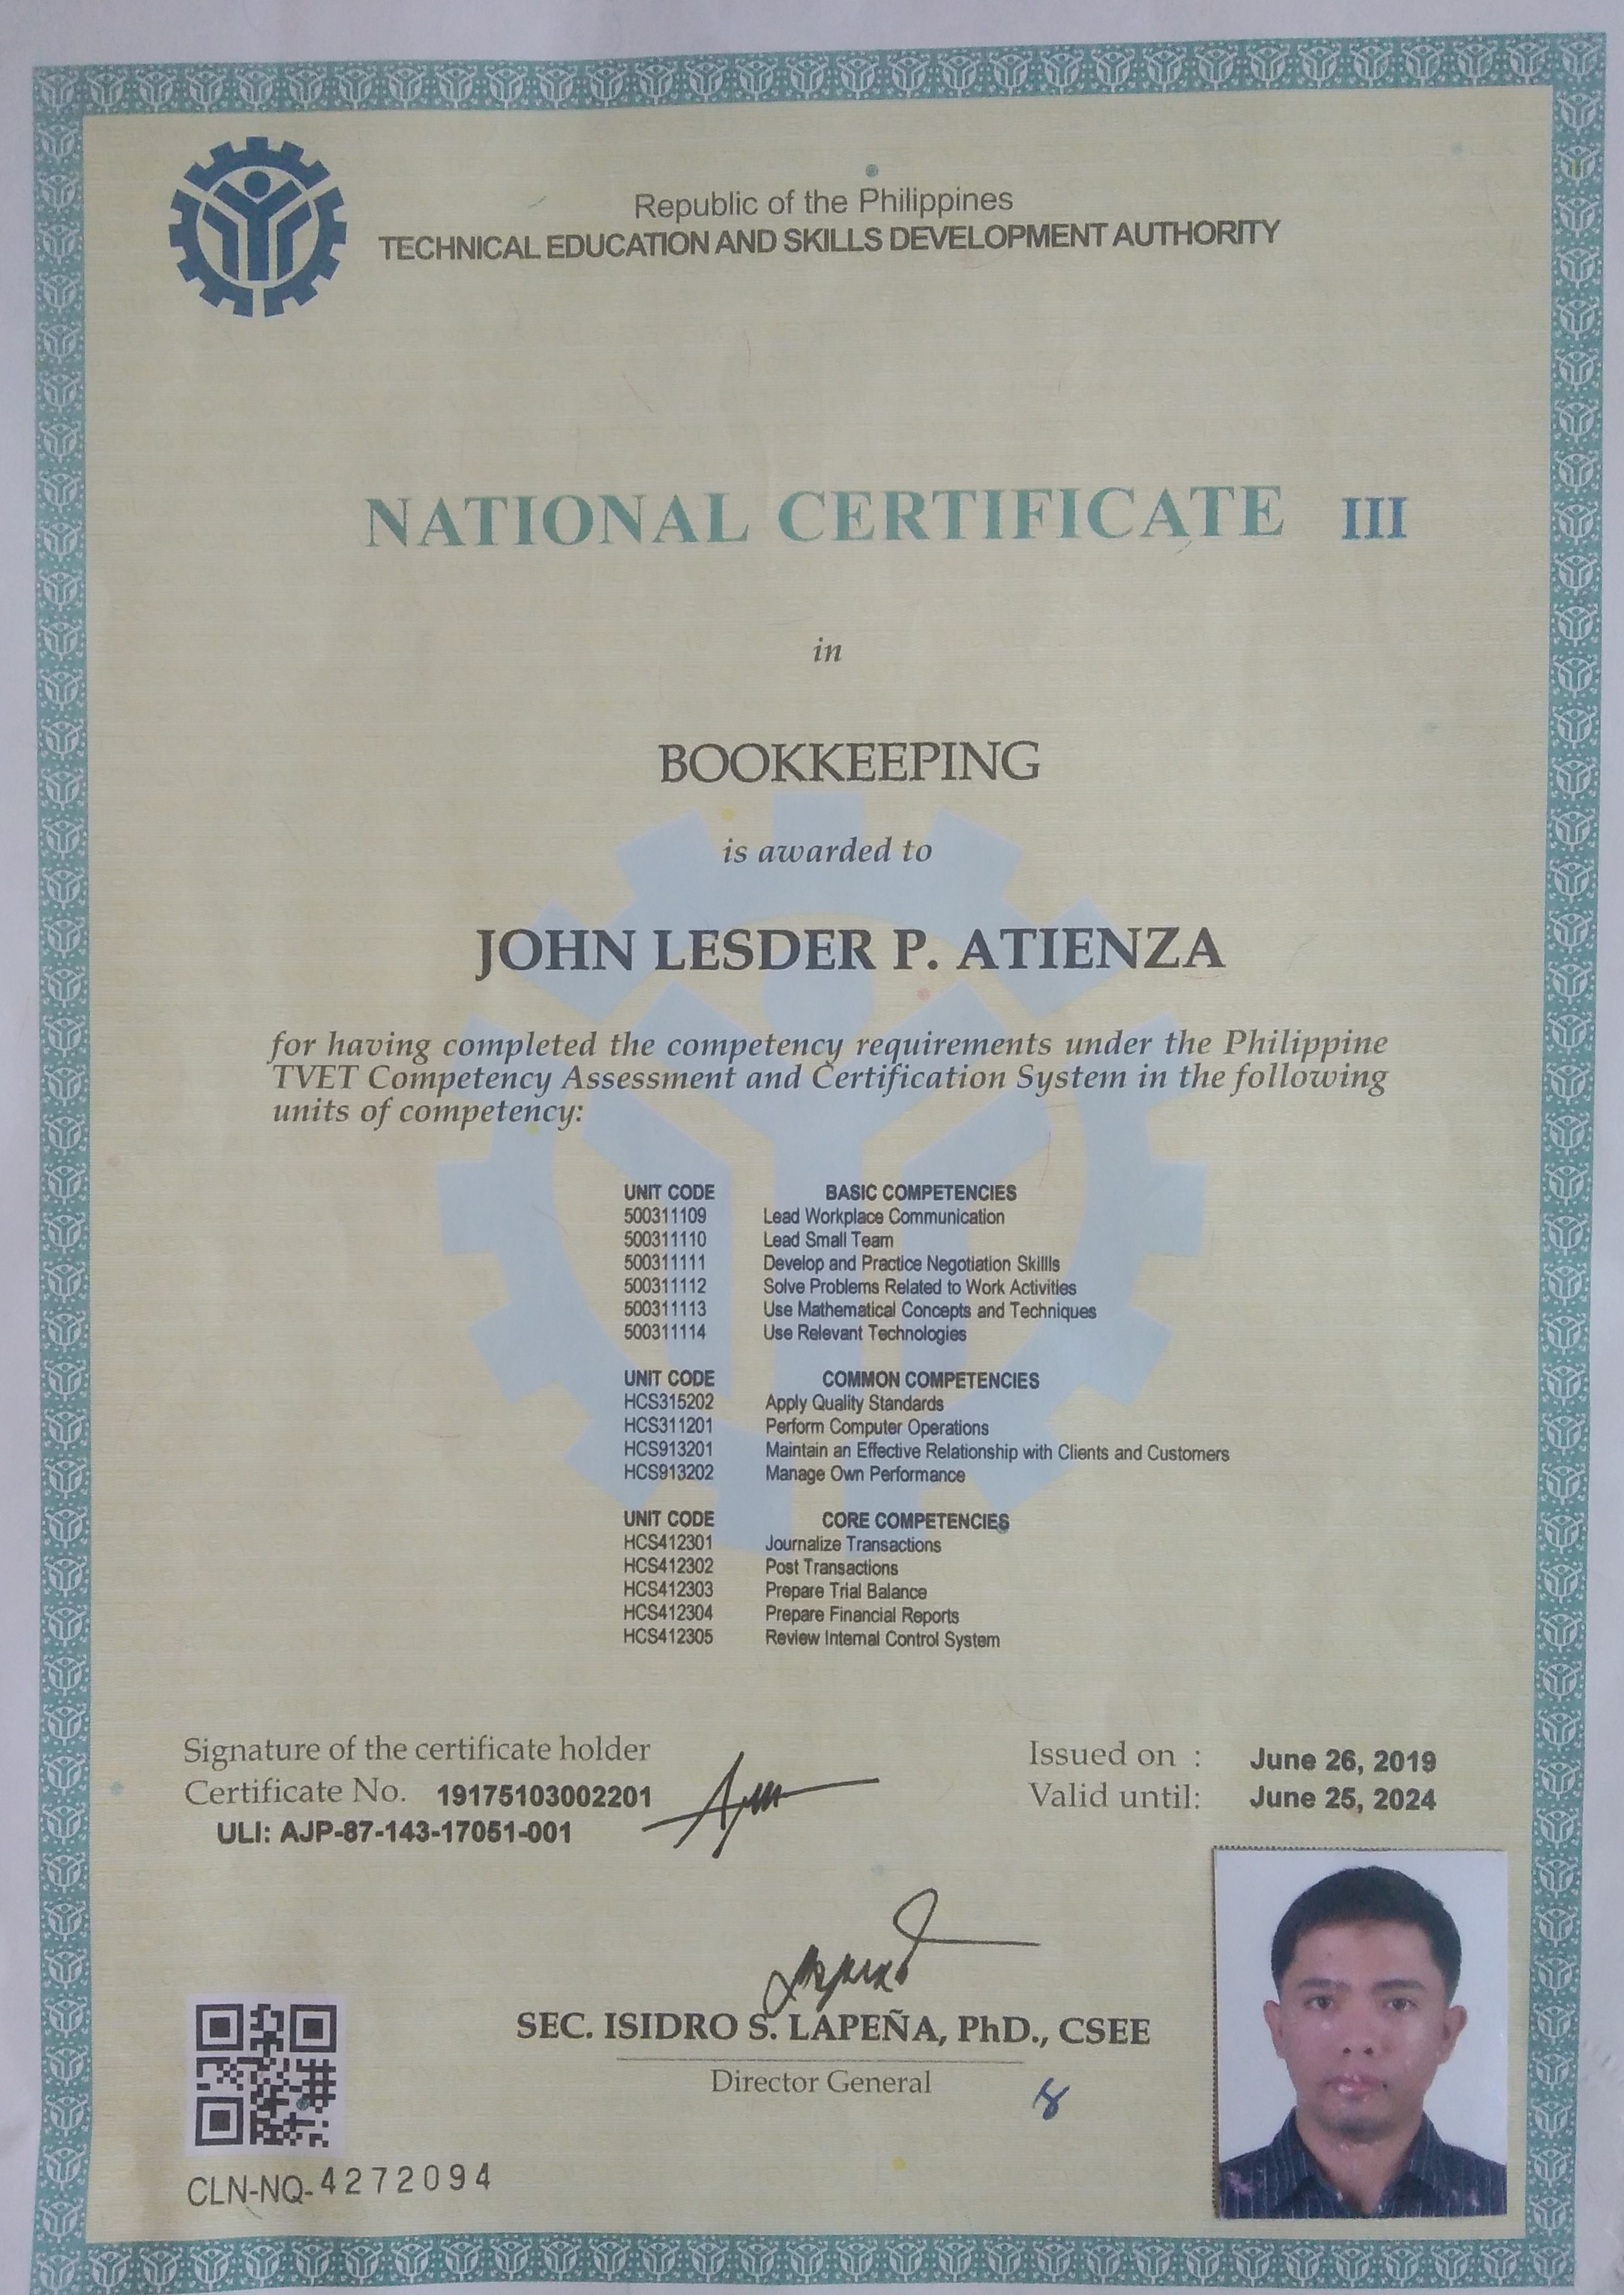 Republic of the Philippines
TECHNICAL EDUCATION AND SKILLS DEVELOPMENT AUTHORITY
NATIONAL CERTIFICATE III
in
BOOKKEEPING
is awarded to
JOHN LESDER P. ATIENZA
for having completed the competency requirements under the Philippine
TVET Competency Assessment and Certification System in the following
units of competency:
UNIT CODE BASIC COMPETENCIES
500311109 Lead Workplace Communication
500311110 Lead Small Team
500311111 Develop and Practice Negotiation Skillls
500311112 Solve Problems Related to Work Activities
500311113 Use Mathematical Concepts and Techniques
500311114 Use Relevant Technologies
UNIT CODE COMMON COMPETENCIES
HCS315202 Apply Quality Standards
HCS311201 Perform Computer Operations
HCS913201 Maintain an Effective Relationship with Clients and Customers
HCS913202 Manage Own Performance
UNIT CODE CORE COMPETENCIES
HCS412301 Journalize Transactions
HCS412302 Post Transactions
HCS412303 Prepare Trial Balance
HCS412304 Prepare Financial Reports
HCS412305 Review Internal Control System
Signature of the certificate holder
Certificate No. 19175103002201
ULI: AJP-87-143-17051-001
Issued on : June 26, 2019
Valid until: June 25, 2024
SEC. ISIDRO S. LAPEÑA, PhD., CSEE
Director General
CLN-NQ-4272094